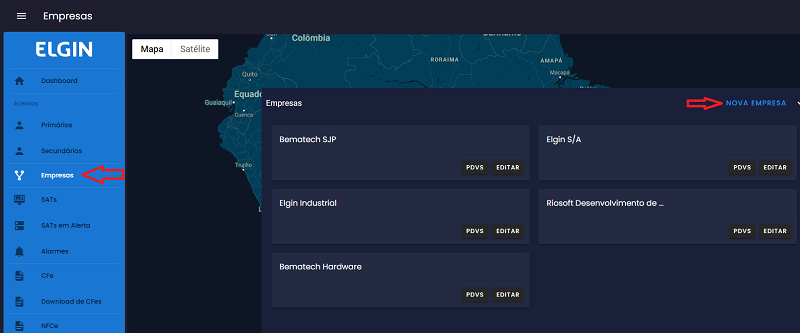 Empresas
ELGIN
Dashboard
Acessos
Primários
Secundários
Empresas
SATs
SATs em Alerta
Alarmes
CFe
Download de CFes
NFCe
Mapa
Satélite
Colômbia
RORAIMA
AMAPÁ
Macapá
Quito
Guaiaquil
Cuenca
Trujillo
Empresas
NOVA EMPRESA
Bematech SJP
PDVS
EDITAR
Elgin S/A
PDVS
EDITAR
Elgin Industrial
PDVS
EDITAR
Riosoft Desenvolvimento de ...
PDVS
EDITAR
Bematech Hardware
PDVS
EDITAR